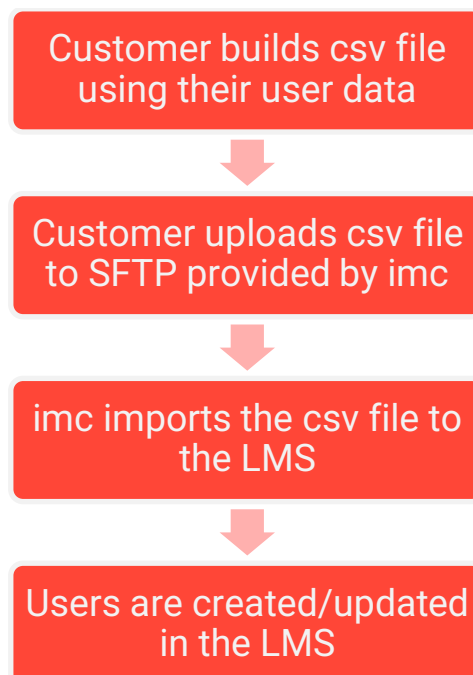 Customer builds csv file
using their user data
Customer uploads csv file
to SFTP provided by imc
imc imports the csv file to
the LMS
Users are created/updated
in the LMS